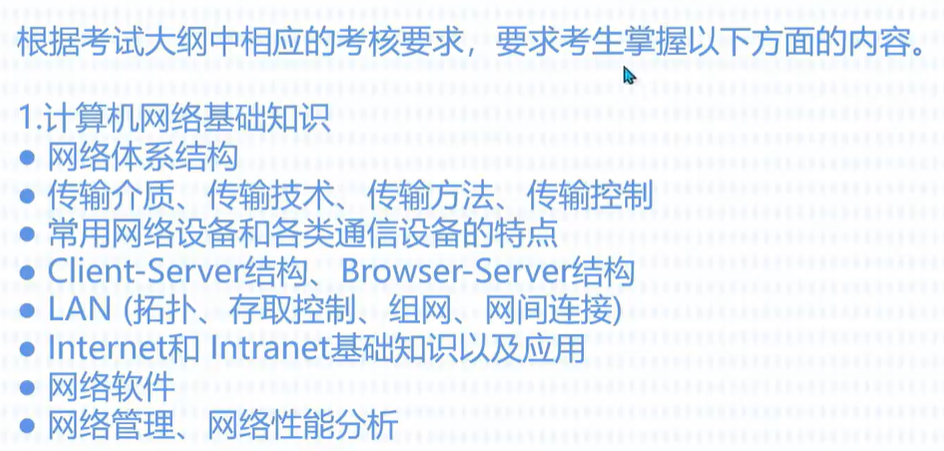 根据考试大纲中相应的考核要求，要求考生掌握以下方面的内容。
1.计算机网络基础知识
● 网络体系结构
● 传输介质、传输技术、传输方法、传输控制
● 常用网络设备和各类通信设备的特点
● Client-Server结构、Browser-Server结构
● LAN (拓扑、存取控制、组网、网间连接)
● Internet和 Intranet基础知识以及应用
● 网络软件
● 网络管理、网络性能分析